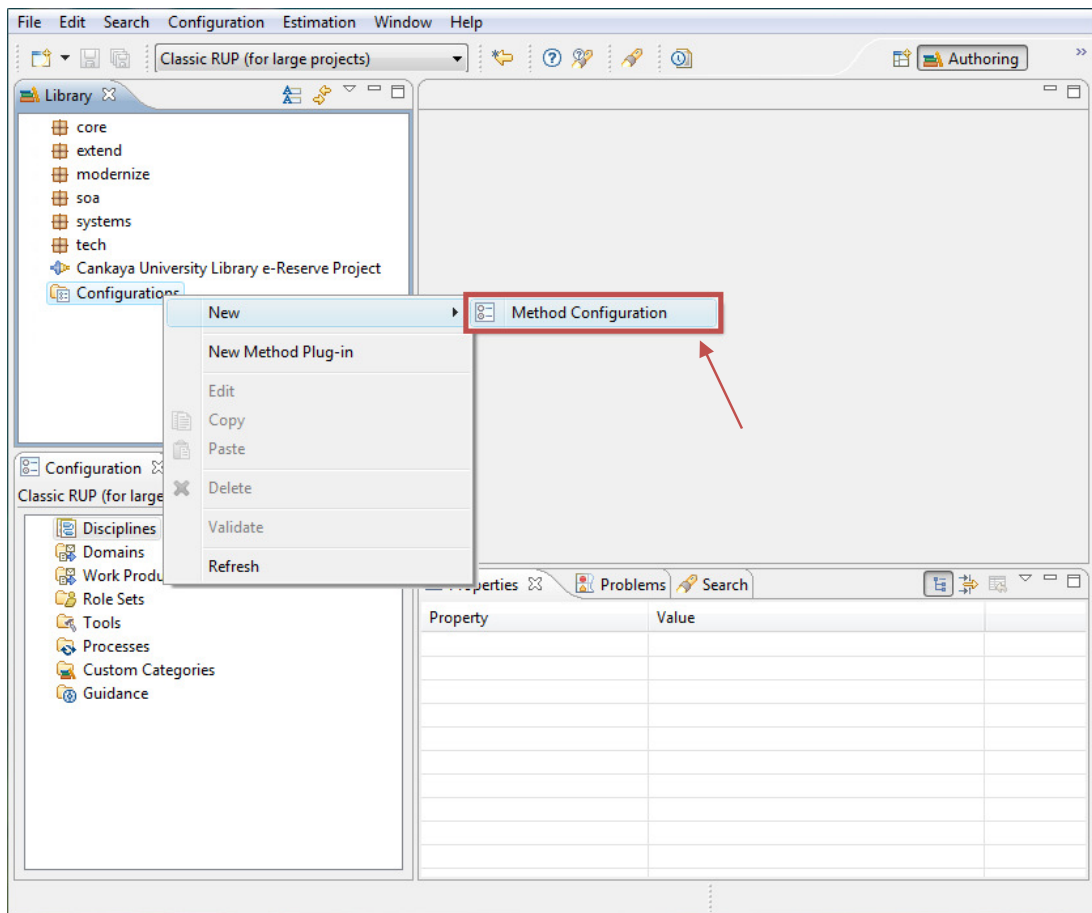 File Edit Search Configuration Estimation Window Help
Classic RUP (for large projects)
Authoring
Library
core
extend
modernize
soa
systems
tech
Cankaya University Library e-Reserve Project
Configurations
New
Method Configuration
New Method Plug-in
Edit
Copy
Paste
Delete
Validate
Refresh
Configuration
Classic RUP (for large
Disciplines
Domains
Work Produ
Role Sets
Tools
Processes
Custom Categories
Guidance
Properties Problems Search
Property Value